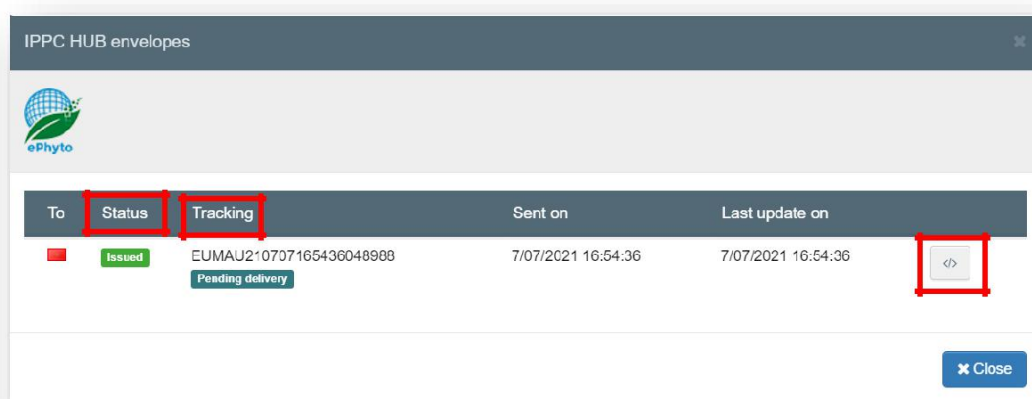 IPPC HUB envelopes
ePhyto
To Status Tracking Sent on Last update on
Issued EUMAU210707165436048988 7/07/2021 16:54:36 7/07/2021 16:54:36 </>
Pending delivery
✖ Close